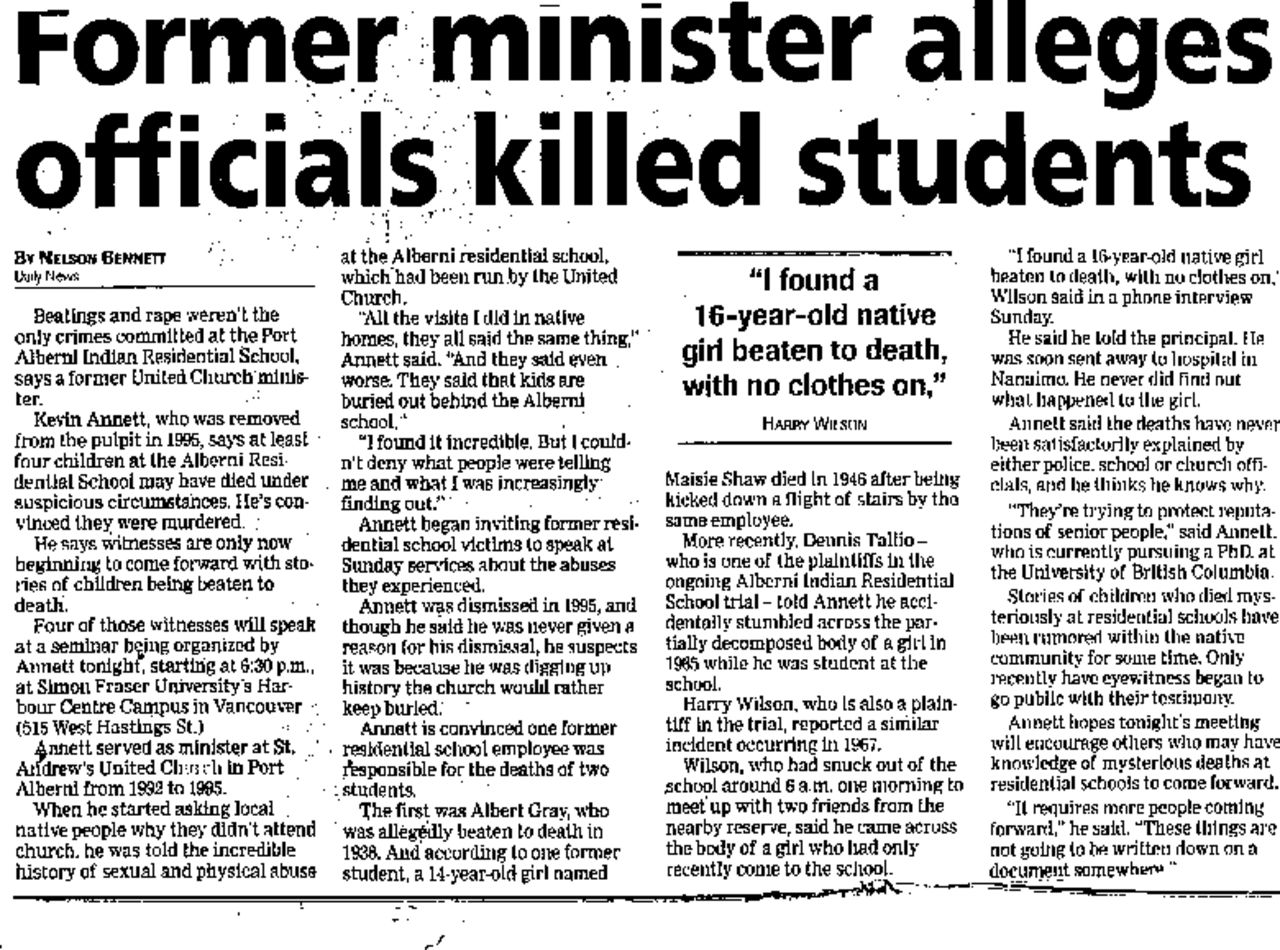 Former minister alleges
officials killed students
BY NELSON BENNETT
Daily News
Beatings and rape weren't the
only crimes committed at the Port
Alberni Indian Residential School,
says a former United Church minis-
ter.
Kevin Annett, who was removed
from the pulpit in 1995, says at least
four children at the Alberni Resi-
dential School may have died under
suspicious circumstances. He's con-
vinced they were murdered.
He says witnesses are only now
beginning to come forward with sto-
ries of children being beaten to
death.
Four of those witnesses will speak
at a seminar being organized by
Annett tonight, starting at 6:30 p.m.,
at Simon Fraser University's Har-
bour Centre Campus in Vancouver
(515 West Hastings St.)
Annett served as minister at St.
Andrew's United Church in Port
Alberni from 1992 to 1995.
When he started asking local
native people why they didn't attend
church, he was told the incredible
history of sexual and physical abuse
at the Alberni residential school,
which had been run by the United
Church.
"All the visits I did in native
homes, they all said the same thing,"
Annett said. "And they said even
worse. They said that kids are
buried out behind the Alberni
school."
"I found it incredible. But I could-
n't deny what people were telling
me and what I was increasingly
finding out."
Annett began inviting former resi-
dential school victims to speak at
Sunday services about the abuses
they experienced.
Annett was dismissed in 1995, and
though he said he was never given a
reason for his dismissal, he suspects
it was because he was digging up
history the church would rather
keep buried.
Annett is convinced one former
residential school employee was
responsible for the deaths of two
students.
The first was Albert Gray, who
was allegedly beaten to death in
1938. And according to one former
student, a 14-year-old girl named
"I found a
16-year-old native
girl beaten to death,
with no clothes on,"
HARRY WILSON
Maisie Shaw died in 1946 after being
kicked down a flight of stairs by the
same employee.
More recently, Dennis Tallio –
who is one of the plaintiffs in the
ongoing Alberni Indian Residential
School trial – told Annett he acci-
dentally stumbled across the par-
tially decomposed body of a girl in
1965 while he was student at the
school.
Harry Wilson, who is also a plain-
tiff in the trial, reported a similar
incident occurring in 1967.
Wilson, who had snuck out of the
school around 6 a.m. one morning to
meet up with two friends from the
nearby reserve, said he came across
the body of a girl who had only
recently come to the school.
"I found a 16-year-old native girl
beaten to death, with no clothes on,"
Wilson said in a phone interview
Sunday.
He said he told the principal. He
was soon sent away to hospital in
Nanaimo. He never did find out
what happened to the girl.
Annett said the deaths have never
been satisfactorily explained by
either police, school or church offi-
cials, and he thinks he knows why.
"They're trying to protect reputa-
tions of senior people," said Annett,
who is currently pursuing a PhD. at
the University of British Columbia.
Stories of children who died mys-
teriously at residential schools have
been rumored within the native
community for some time. Only
recently have eyewitness began to
go public with their testimony.
Annett hopes tonight's meeting
will encourage others who may have
knowledge of mysterious deaths at
residential schools to come forward.
"It requires more people coming
forward," he said. "These things are
not going to be written down on a
document somewhere"